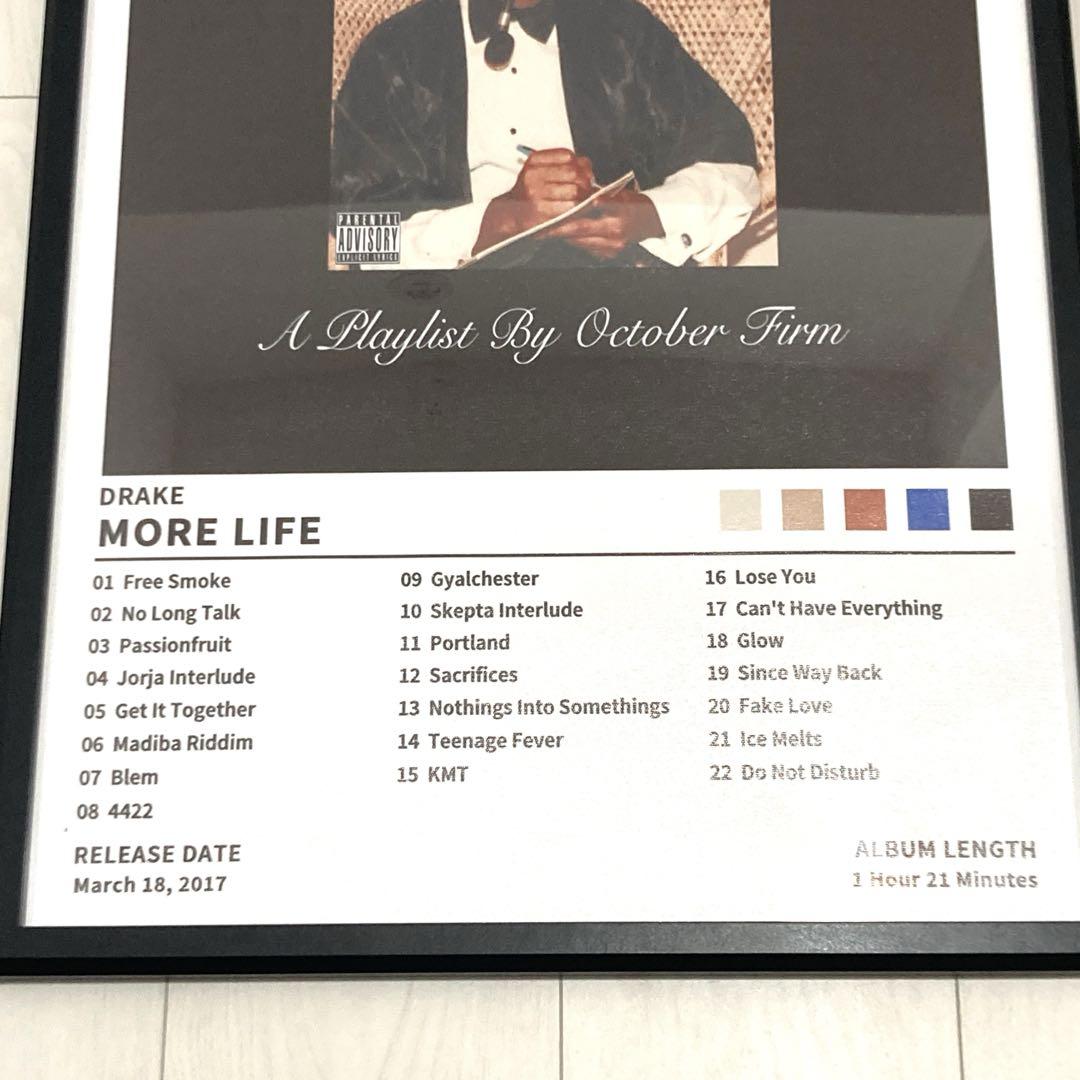 PARENTAL
ADVISORY
EXPLICIT LYRICS
A Playlist By October Firm
DRAKE
MORE LIFE
01 Free Smoke
02 No Long Talk
03 Passionfruit
04 Jorja Interlude
05 Get It Together
06 Madiba Riddim
07 Blem
08 4422
09 Gyalchester
10 Skepta Interlude
11 Portland
12 Sacrifices
13 Nothings Into Somethings
14 Teenage Fever
15 KMT
16 Lose You
17 Can't Have Everything
18 Glow
19 Since Way Back
20 Fake Love
21 Ice Melts
22 Do Not Disturb
RELEASE DATE
March 18, 2017
ALBUM LENGTH
1 Hour 21 Minutes